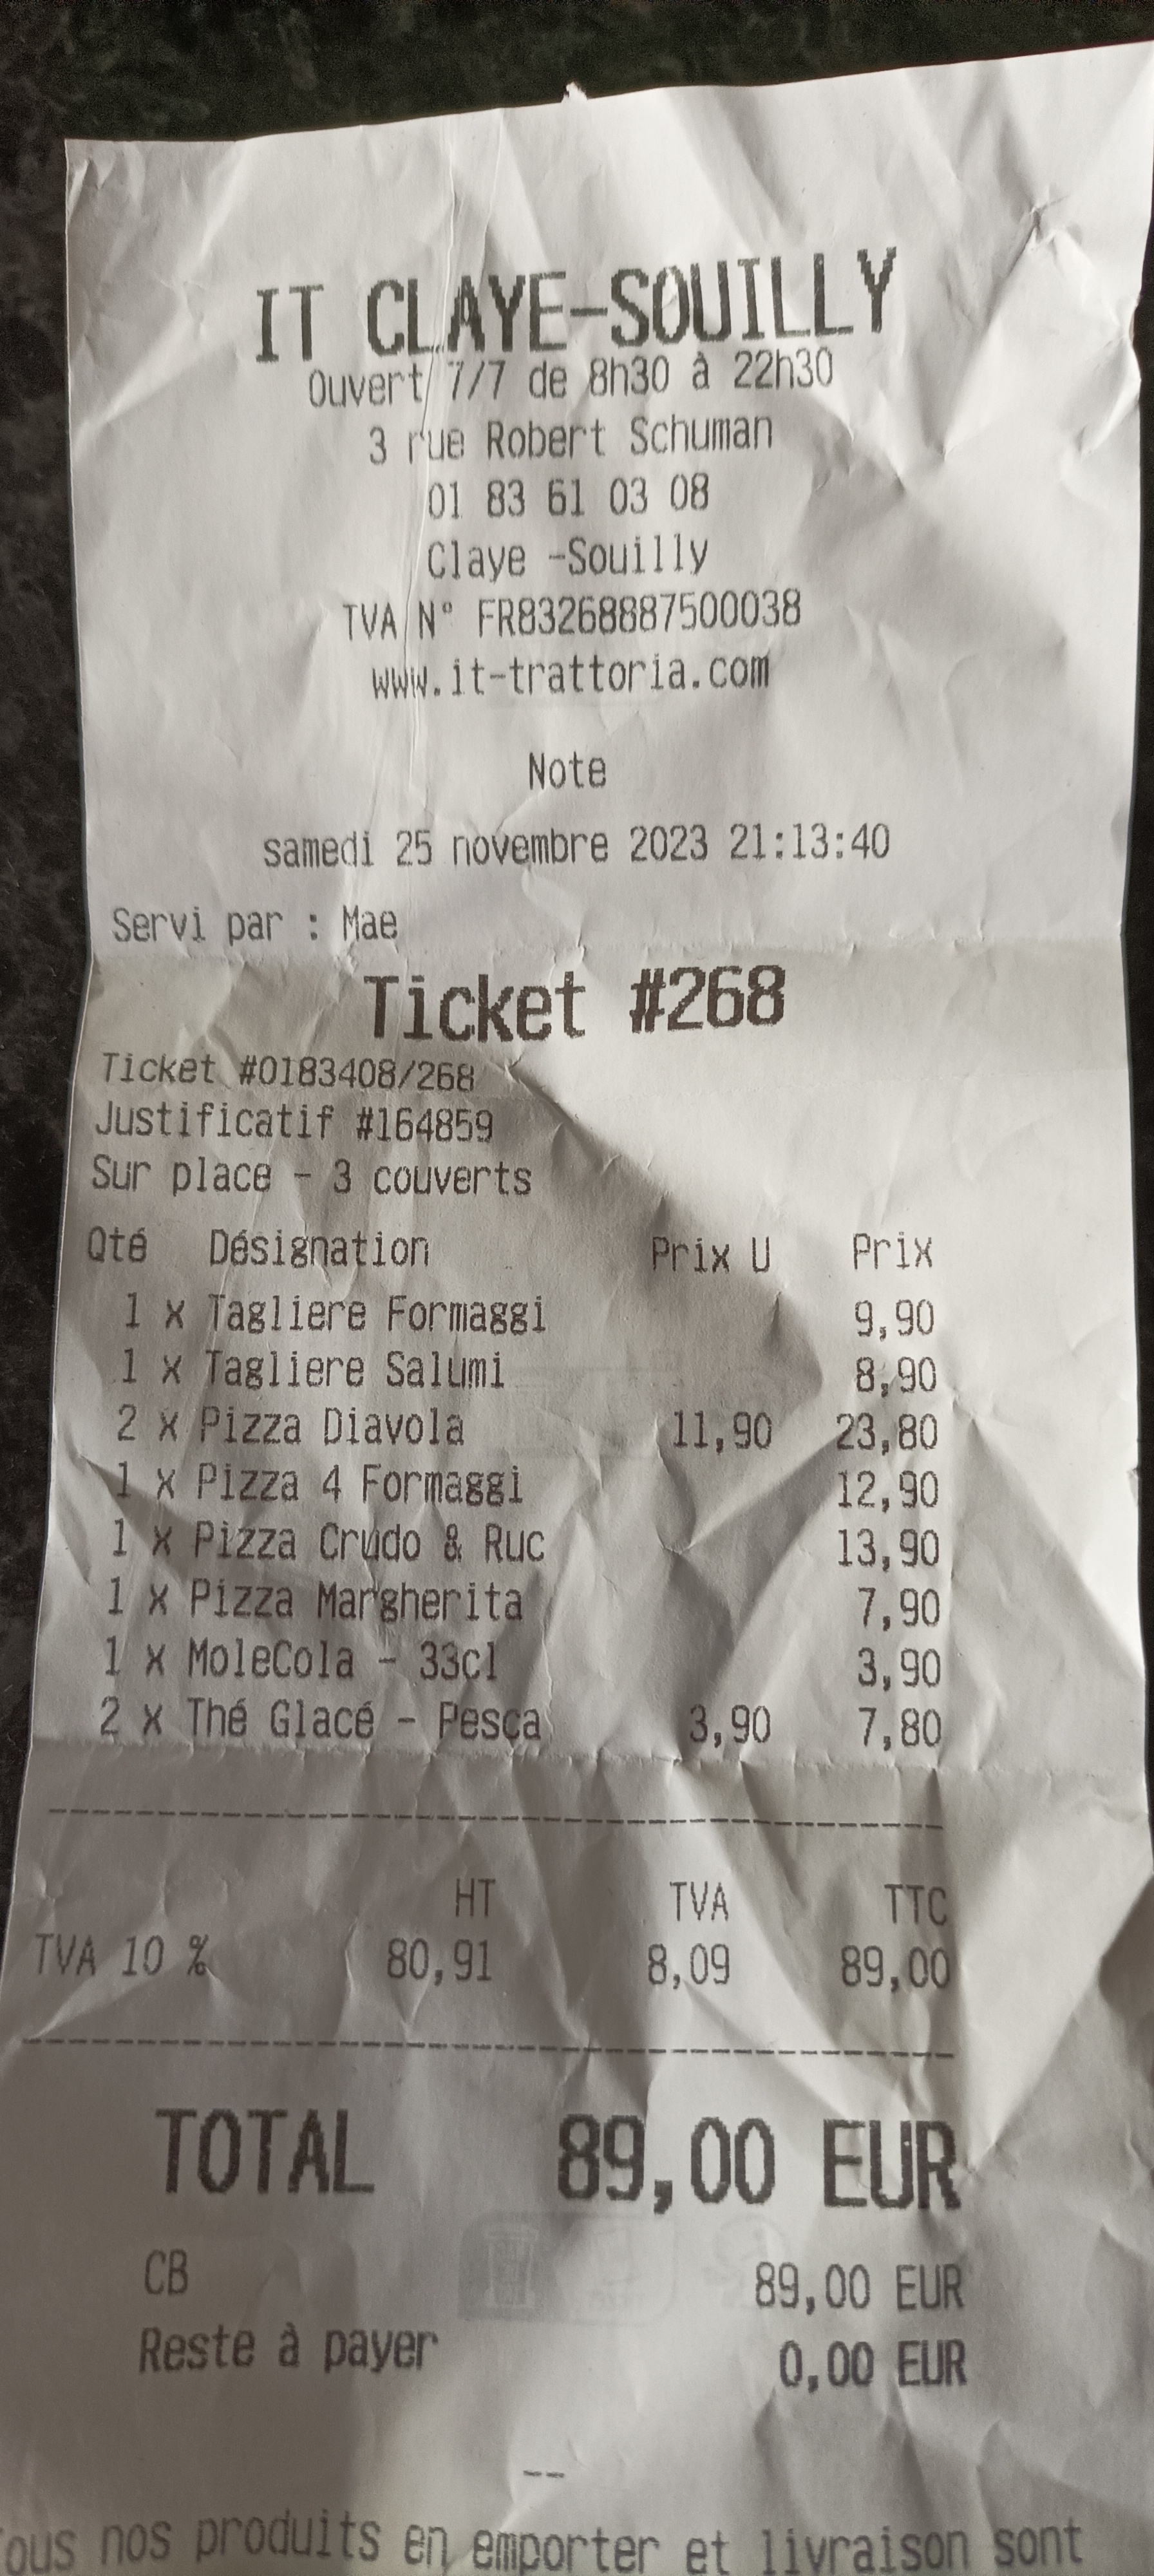 IT CLAYE-SOUILLY
Ouvert 7/7 de 8h30 à 22h30
3 rue Robert Schuman
01 83 61 03 08
Claye -Souilly
TVA N° FR83268887500038
www.it-trattoria.com
Note
samedi 25 novembre 2023 21:13:40
Servi par : Mae
Ticket #268
Ticket #0183408/268
Justificatif #164859
Sur place - 3 couverts
Qté Désignation Prix U Prix
1 x Tagliere Formaggi 9,90
1 x Tagliere Salumi 8,90
2 x Pizza Diavola 11,90 23,80
1 x Pizza 4 Formaggi 12,90
1 x Pizza Crudo & Ruc 13,90
1 x Pizza Margherita 7,90
1 x MoleCola - 33cl 3,90
2 x Thé Glacé - Pesca 3,90 7,80
HT TVA TTC
TVA 10 % 80,91 8,09 89,00
TOTAL 89,00 EUR
CB 89,00 EUR
Reste à payer 0,00 EUR
--
ous nos produits en emporter et livraison sont